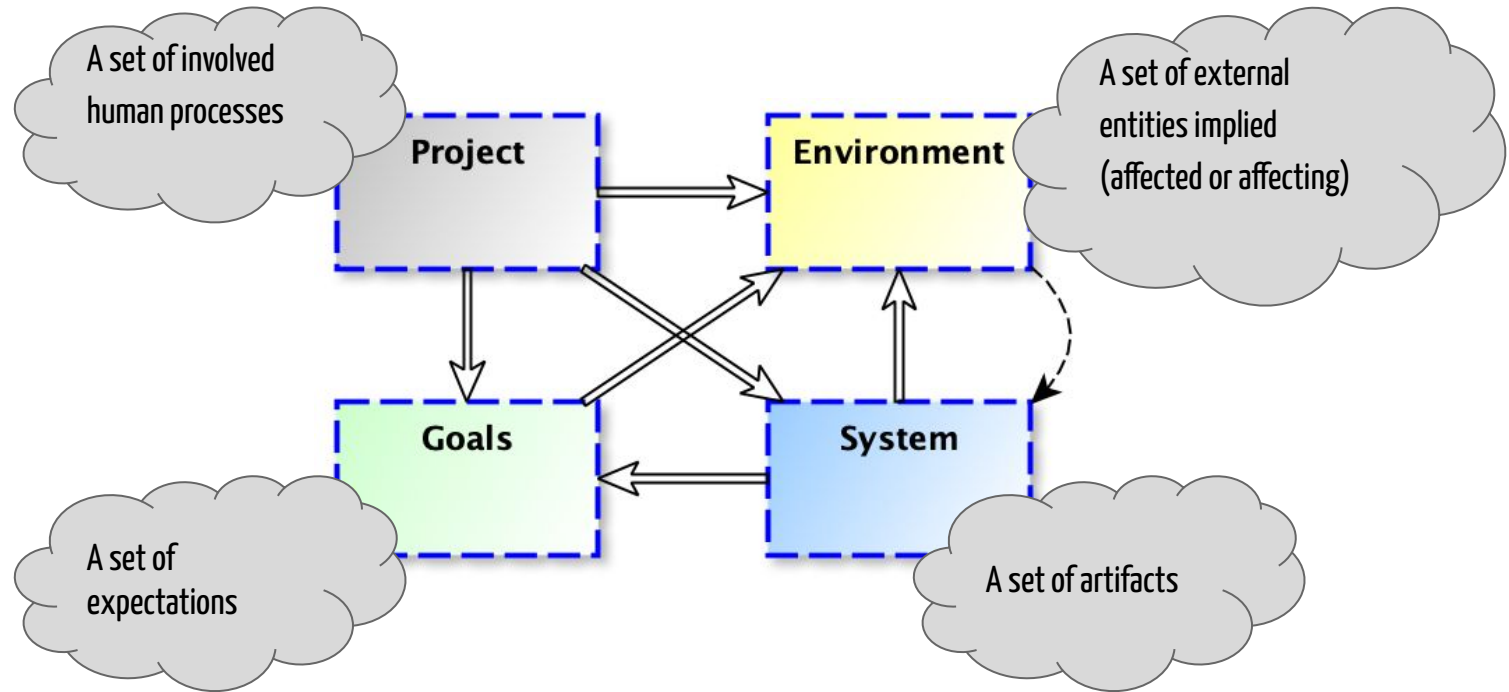 A set of involved
human processes
Project
Environment
A set of external
entities implied
(affected or affecting)
Goals
System
A set of
expectations
A set of artifacts